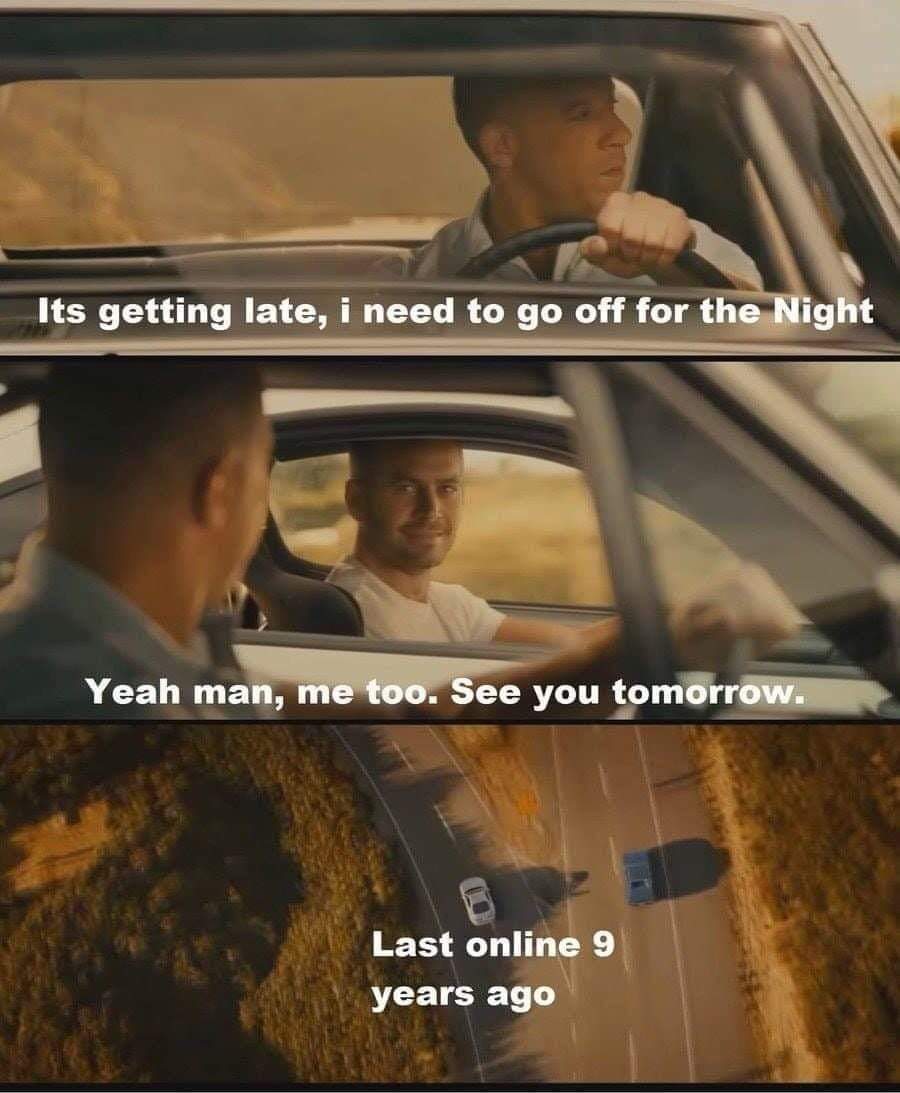 Its getting late, i need to go off for the Night
Yeah man, me too. See you tomorrow.
Last online 9
years ago